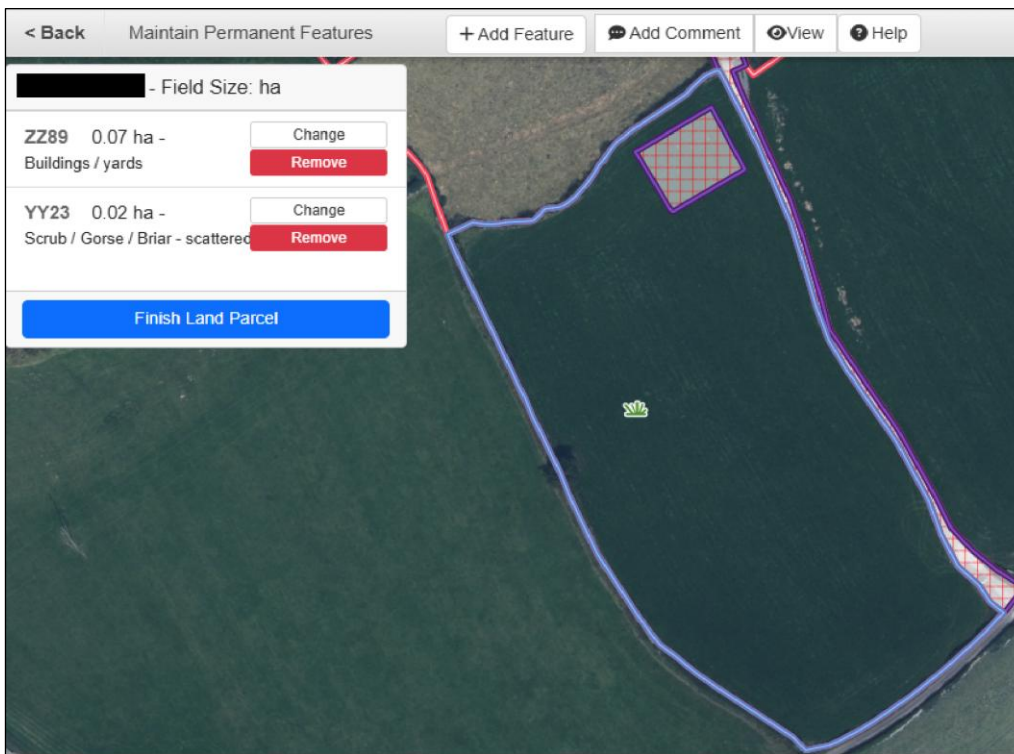 < Back
Maintain Permanent Features
+ Add Feature
Add Comment
View
Help
- Field Size: ha
ZZ89 0.07 ha -
Buildings / yards
Change
Remove
YY23 0.02 ha -
Scrub / Gorse / Briar - scattered
Change
Remove
Finish Land Parcel